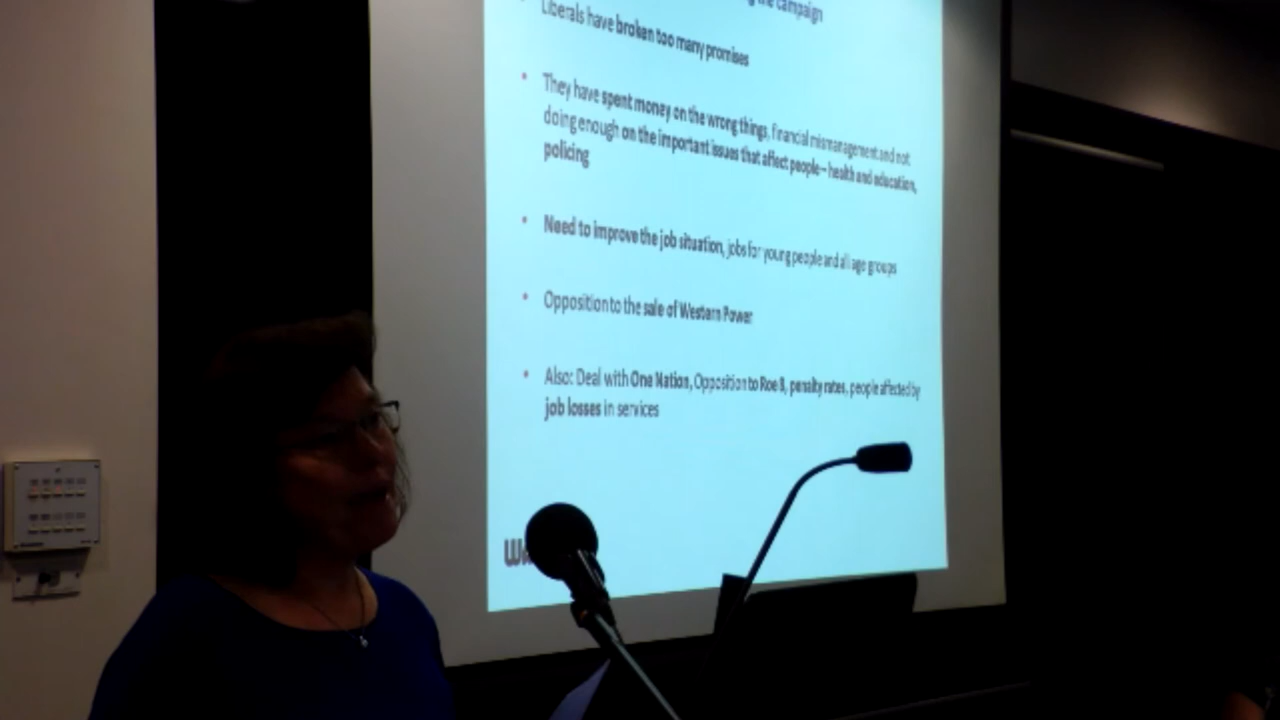 the campaign
Liberals have broken too many promises
They have spent money on the wrong things, financial mismanagement and not
doing enough on the important issues that affect people – health and education,
policing
Need to improve the job situation, jobs for young people and all age groups
Opposition to the sale of Western Power
Also: Deal with One Nation, Opposition to Roe 8, penalty rates, people affected by
job losses in services